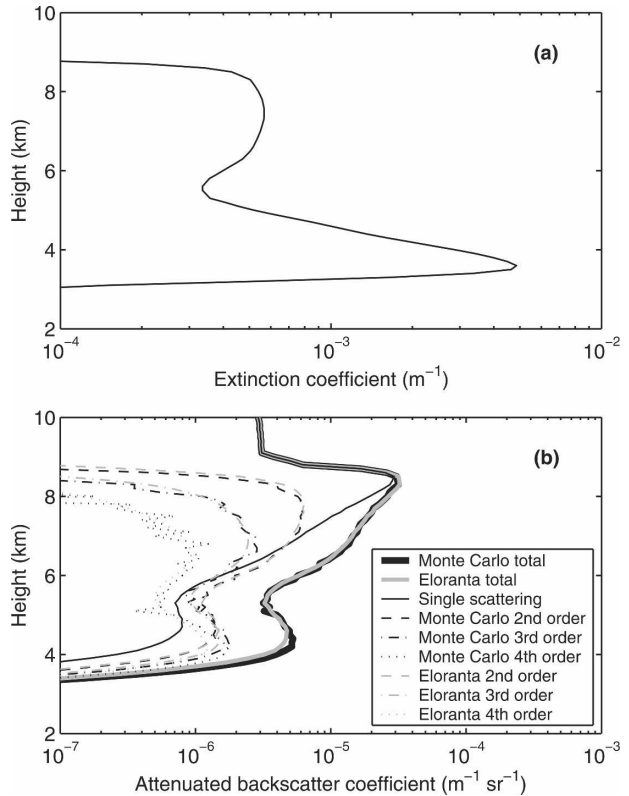 10
(a)
8
6
4
2
Height (km)
10⁻⁴
10⁻³
10⁻²
Extinction coefficient (m⁻¹)
10
(b)
8
6
4
2
Height (km)
Monte Carlo total
Eloranta total
Single scattering
Monte Carlo 2nd order
Monte Carlo 3rd order
Monte Carlo 4th order
Eloranta 2nd order
Eloranta 3rd order
Eloranta 4th order
10⁻⁷
10⁻⁶
10⁻⁵
10⁻⁴
10⁻³
Attenuated backscatter coefficient (m⁻¹ sr⁻¹)